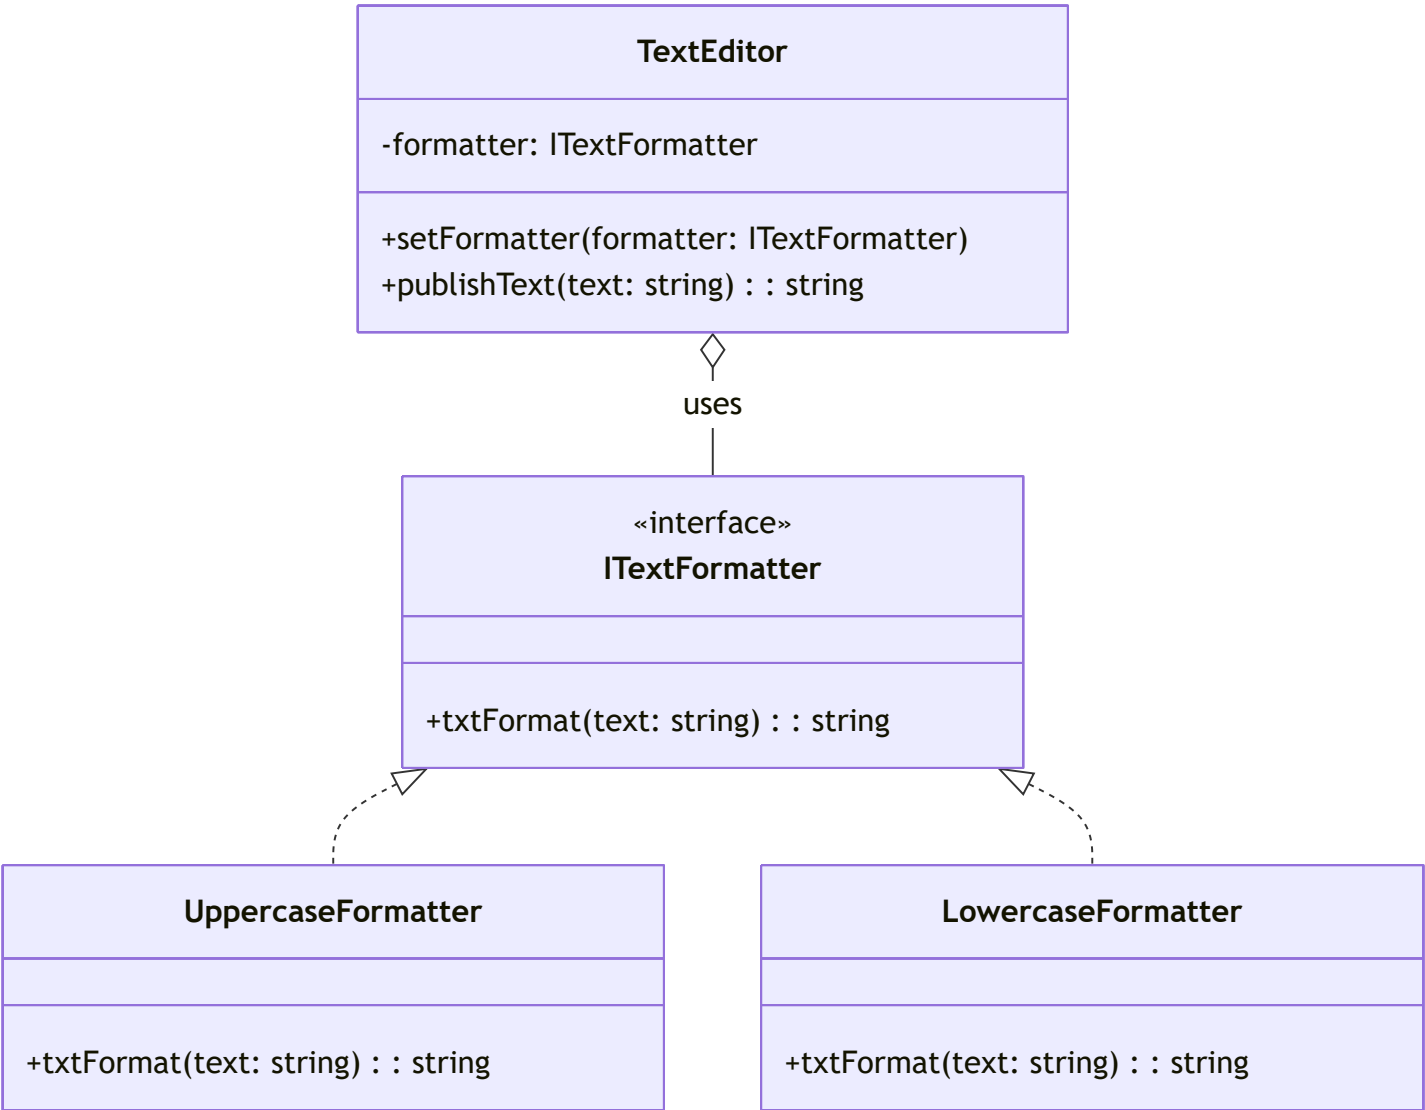 TextEditor
-formatter: ITextFormatter
+setFormatter(formatter: ITextFormatter)
+publishText(text: string) : : string
uses
«interface»
ITextFormatter
+txtFormat(text: string) : : string
UppercaseFormatter
+txtFormat(text: string) : : string
LowercaseFormatter
+txtFormat(text: string) : : string